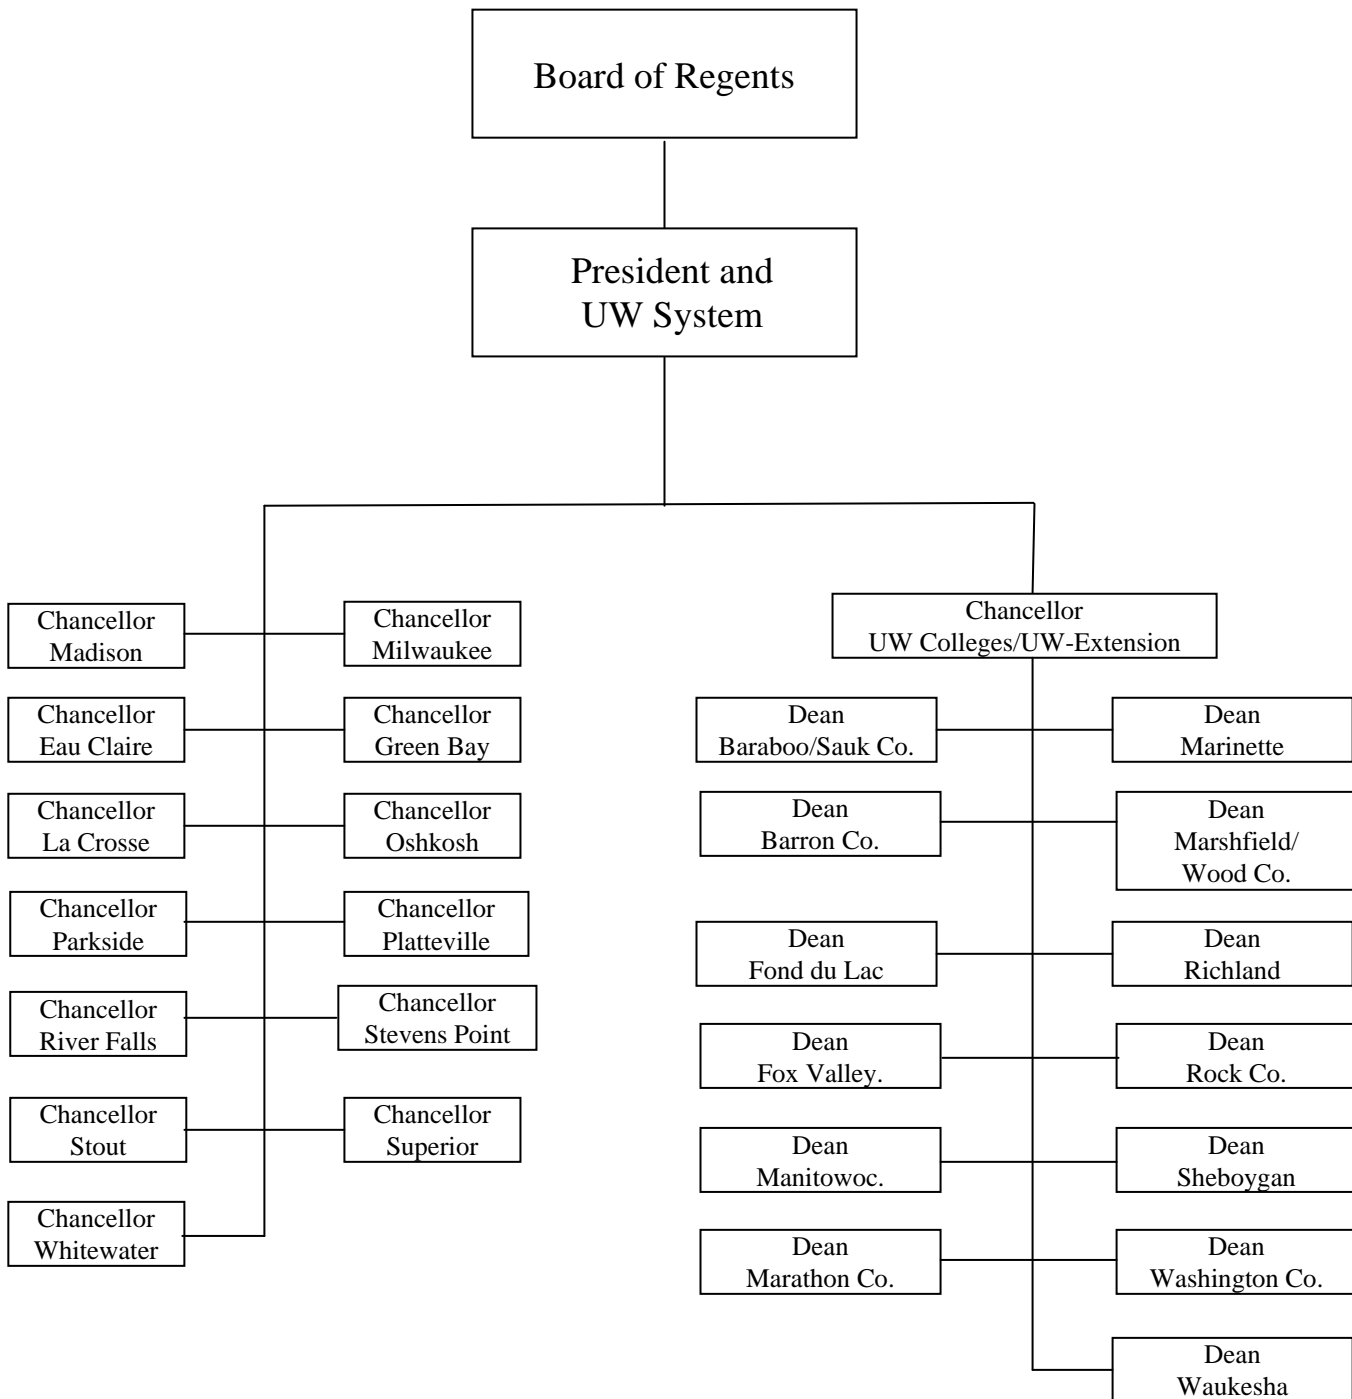 Board of Regents
President and
UW System
Chancellor
Madison
Chancellor
Milwaukee
Chancellor
UW Colleges/UW-Extension
Chancellor
Eau Claire
Chancellor
Green Bay
Dean
Baraboo/Sauk Co.
Dean
Marinette
Chancellor
La Crosse
Chancellor
Oshkosh
Dean
Barron Co.
Dean
Marshfield/
Wood Co.
Chancellor
Parkside
Chancellor
Platteville
Dean
Fond du Lac
Dean
Richland
Chancellor
River Falls
Chancellor
Stevens Point
Dean
Fox Valley.
Dean
Rock Co.
Chancellor
Stout
Chancellor
Superior
Dean
Manitowoc.
Dean
Sheboygan
Chancellor
Whitewater
Dean
Marathon Co.
Dean
Washington Co.
Dean
Waukesha